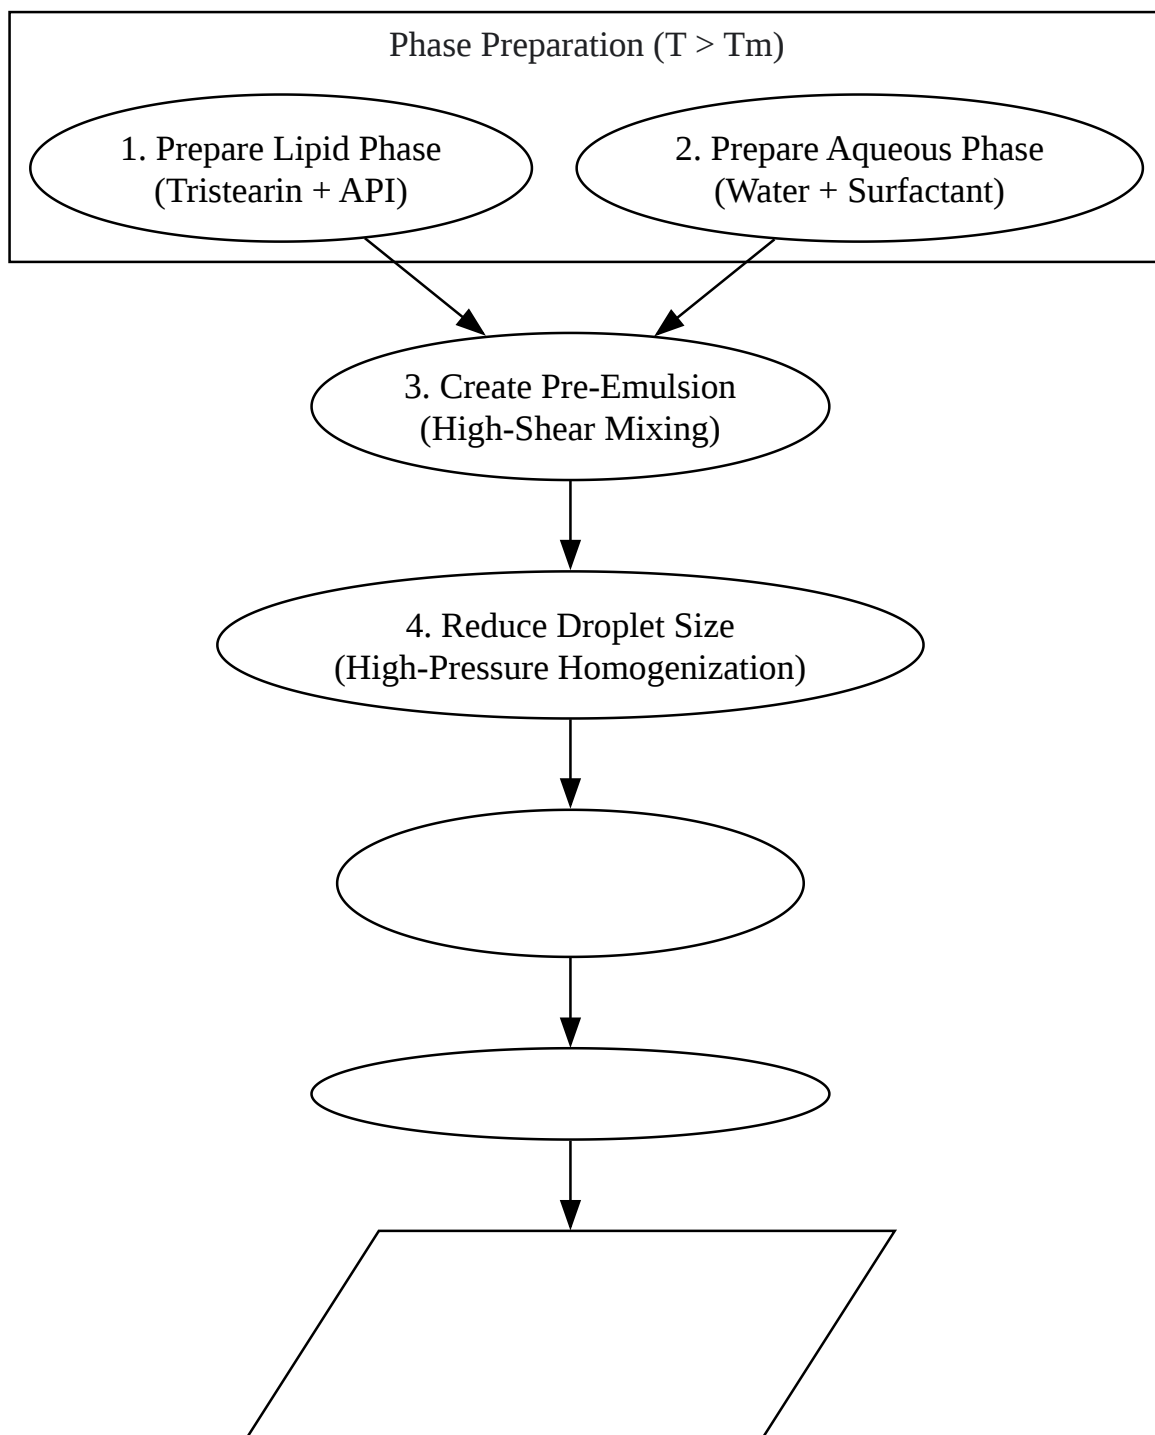 Phase Preparation (T > Tm)
1. Prepare Lipid Phase
(Tristearin + API)
2. Prepare Aqueous Phase
(Water + Surfactant)
3. Create Pre-Emulsion
(High-Shear Mixing)
4. Reduce Droplet Size
(High-Pressure Homogenization)